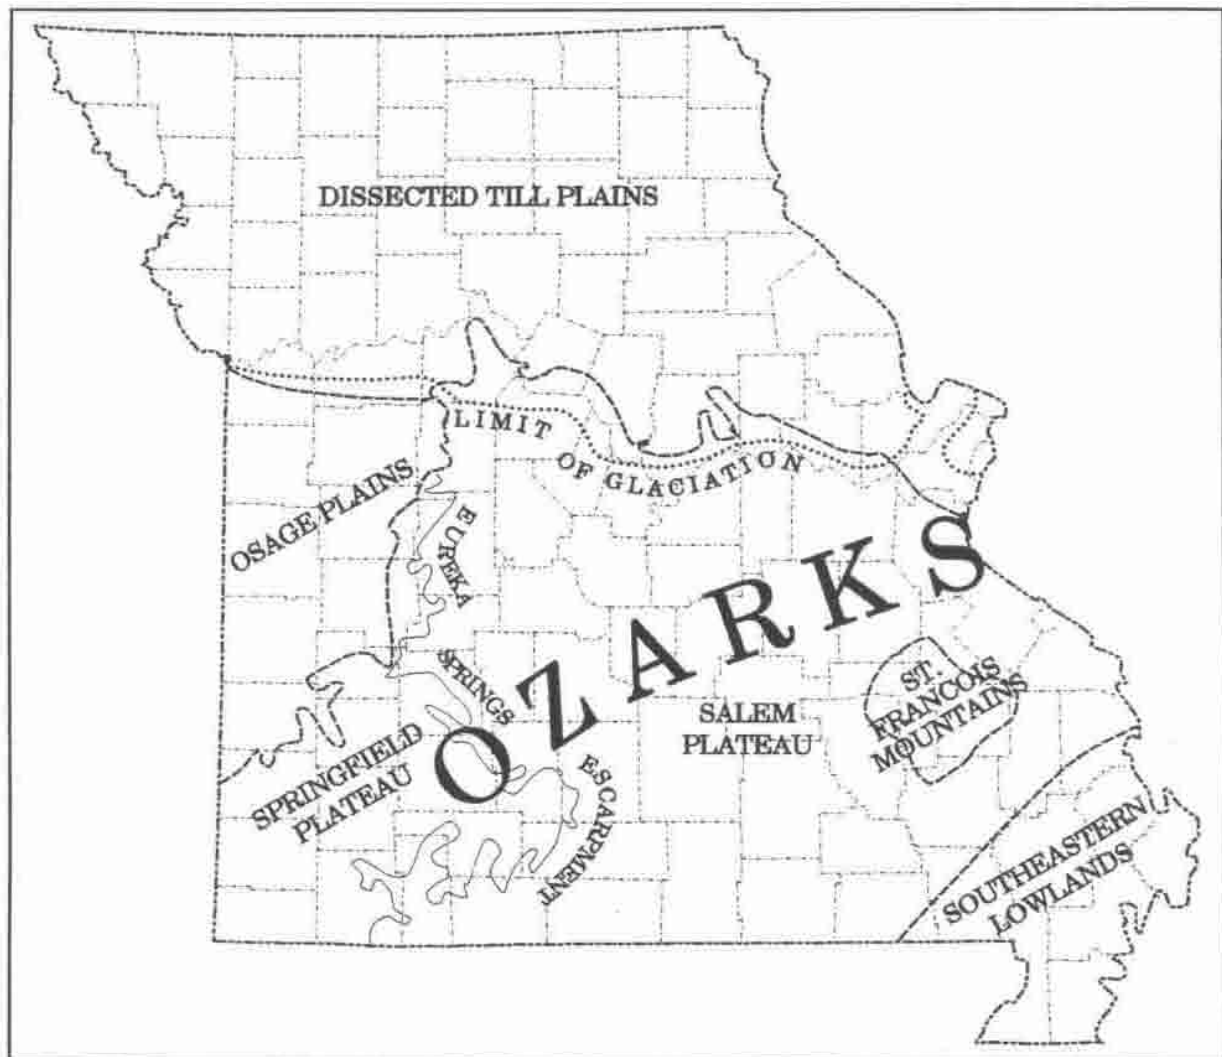 DISSECTED TILL PLAINS
LIMIT
OF GLACIATION
OSAGE PLAINS
EUREKA
SPRINGS
ESCARPMENT
OZARKS
ST.
FRANCOIS
MOUNTAINS
SALEM
PLATEAU
SPRINGFIELD
PLATEAU
SOUTHEASTERN
LOWLANDS